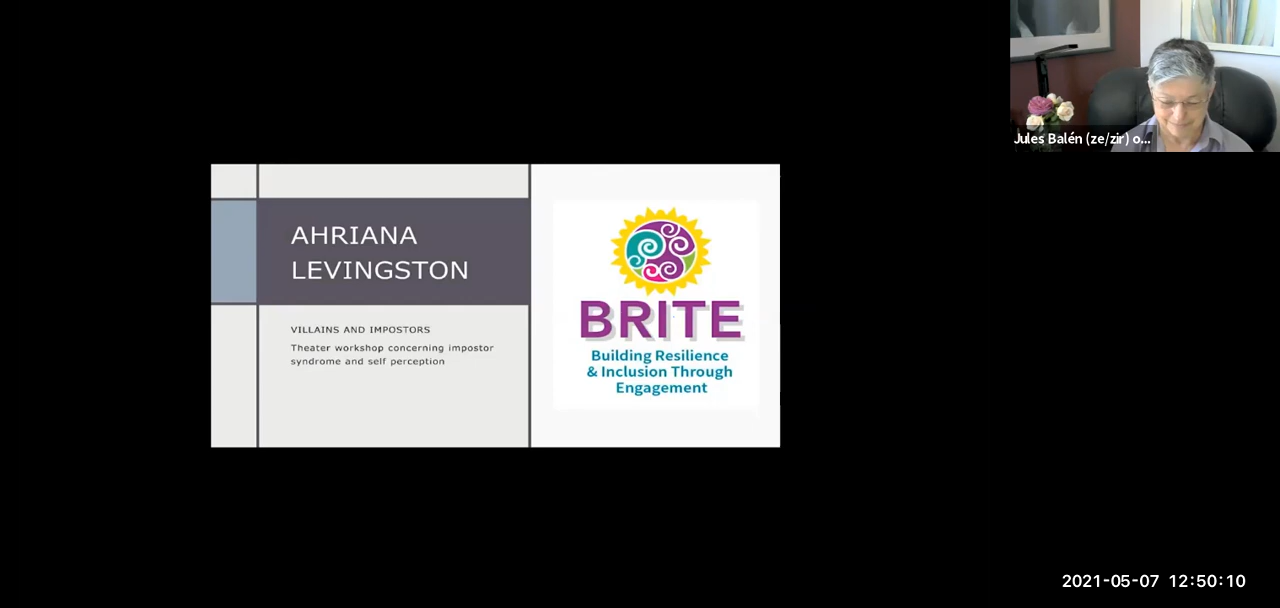 AHRIANA
LEVINGSTON
VILLAINS AND IMPOSTORS
Theater workshop concerning impostor
syndrome and self perception
BRITE
Building Resilience
& Inclusion Through
Engagement
Jules Balén (ze/zir) o...
2021-05-07 12:50:10